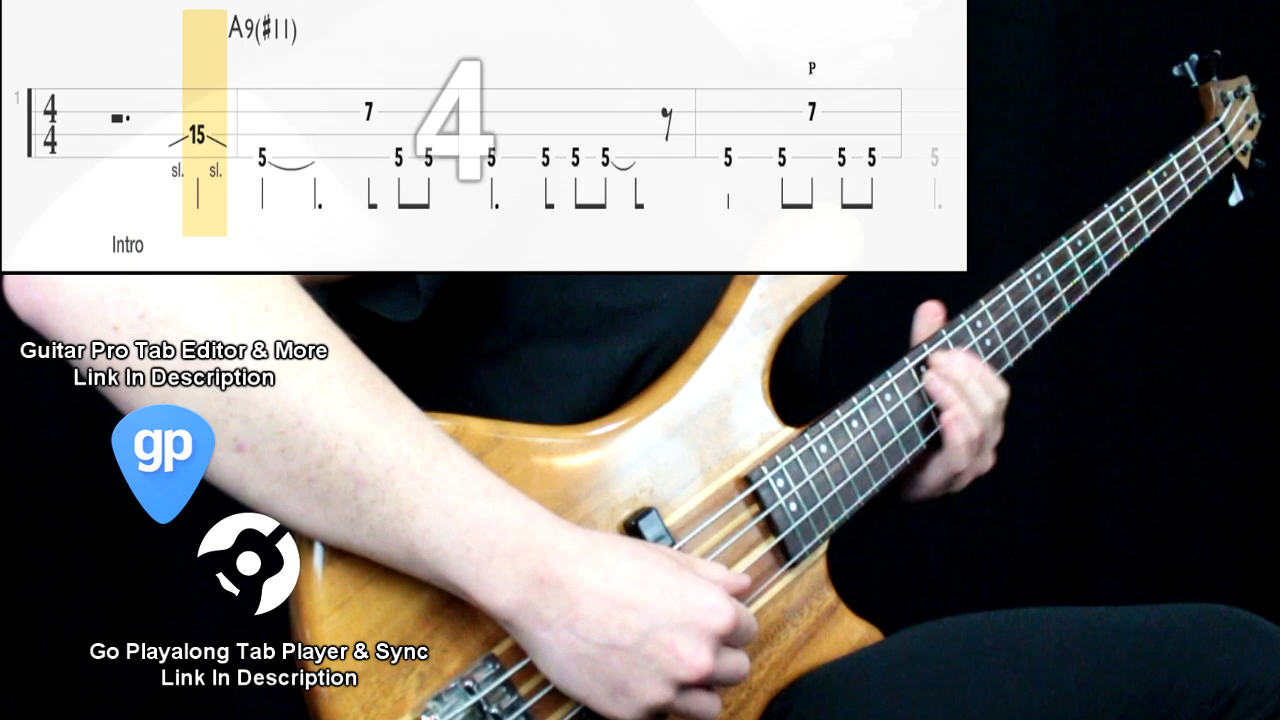 A9(#11)
4
P
1
4
4
7
7
15
5 5 5 5 5 5 5 5 5 5 5 5
sl. sl.
Intro
Guitar Pro Tab Editor & More
Link In Description
gp
Go Playalong Tab Player & Sync
Link In Description